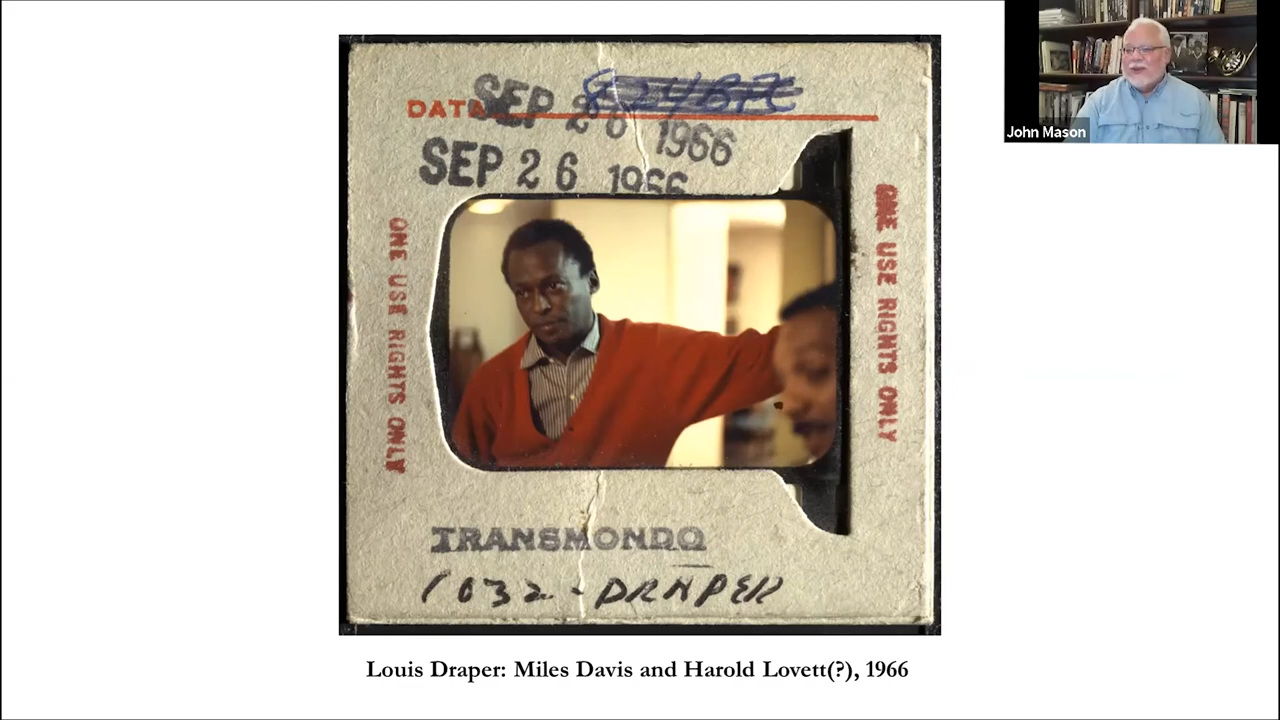 DATA
SEP 26 1966
SEP 26 1966
ONE USE RIGHTS ONLY
ONE USE RIGHTS ONLY
TRANSMONDO
1032 - DRAPER
Louis Draper: Miles Davis and Harold Lovett(?), 1966
John Mason